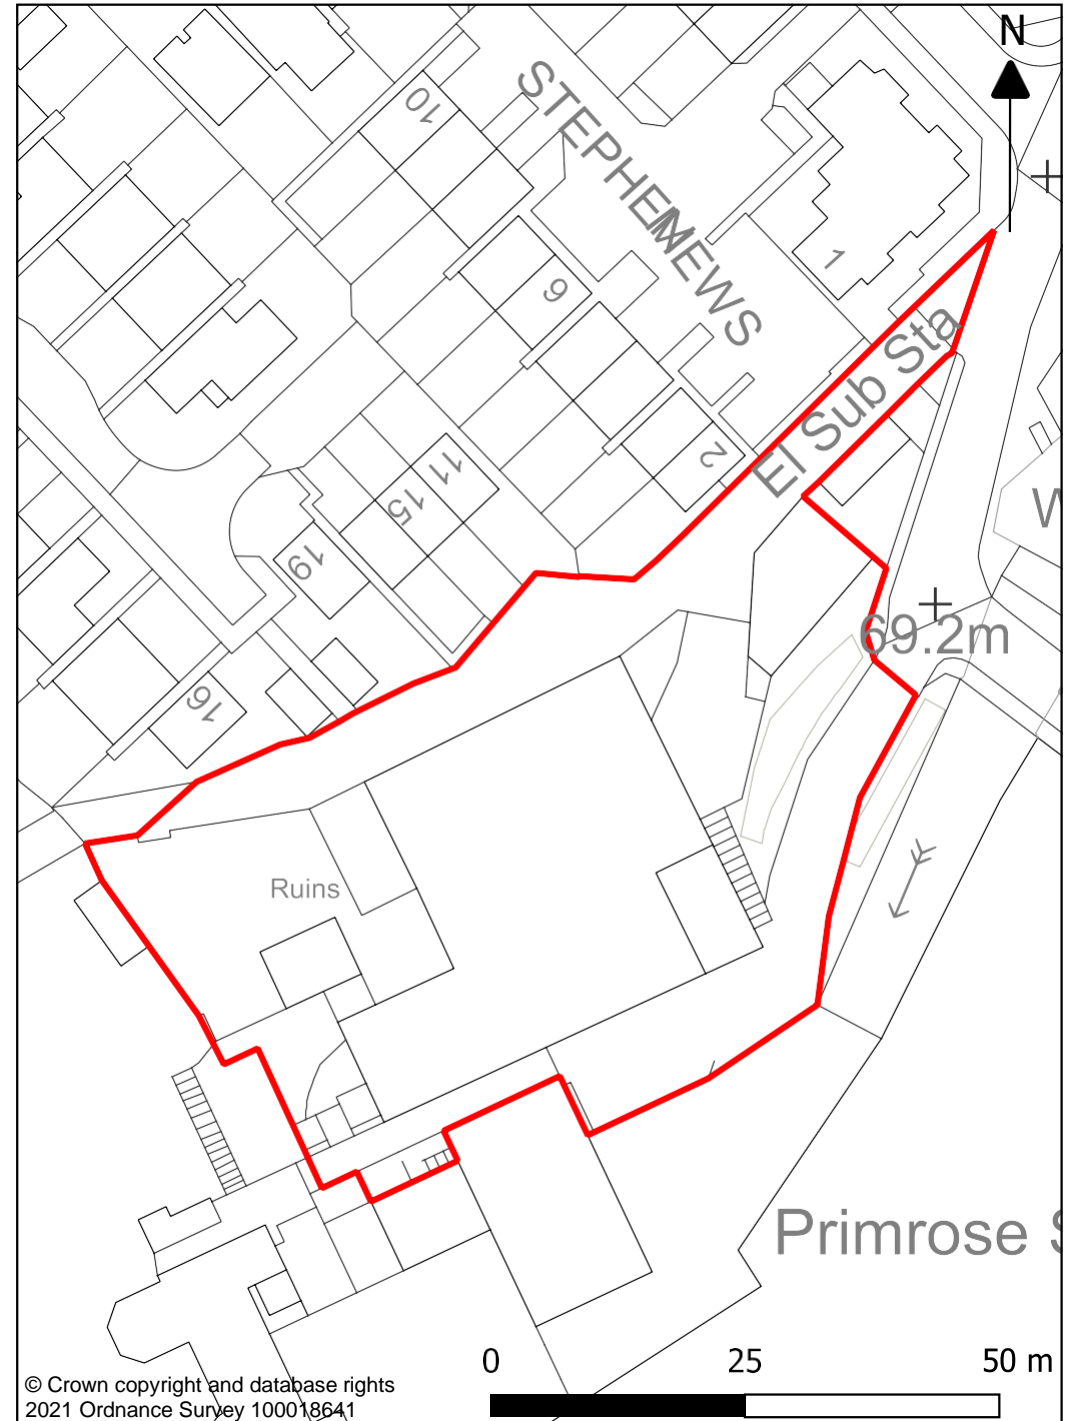 N
10
STEPHEN
MEWS
1
9
El Sub Sta
2
11
15
19
W
69.2m
16
Ruins
Primrose S
0 25 50 m
© Crown copyright and database rights
2021 Ordnance Survey 100018641